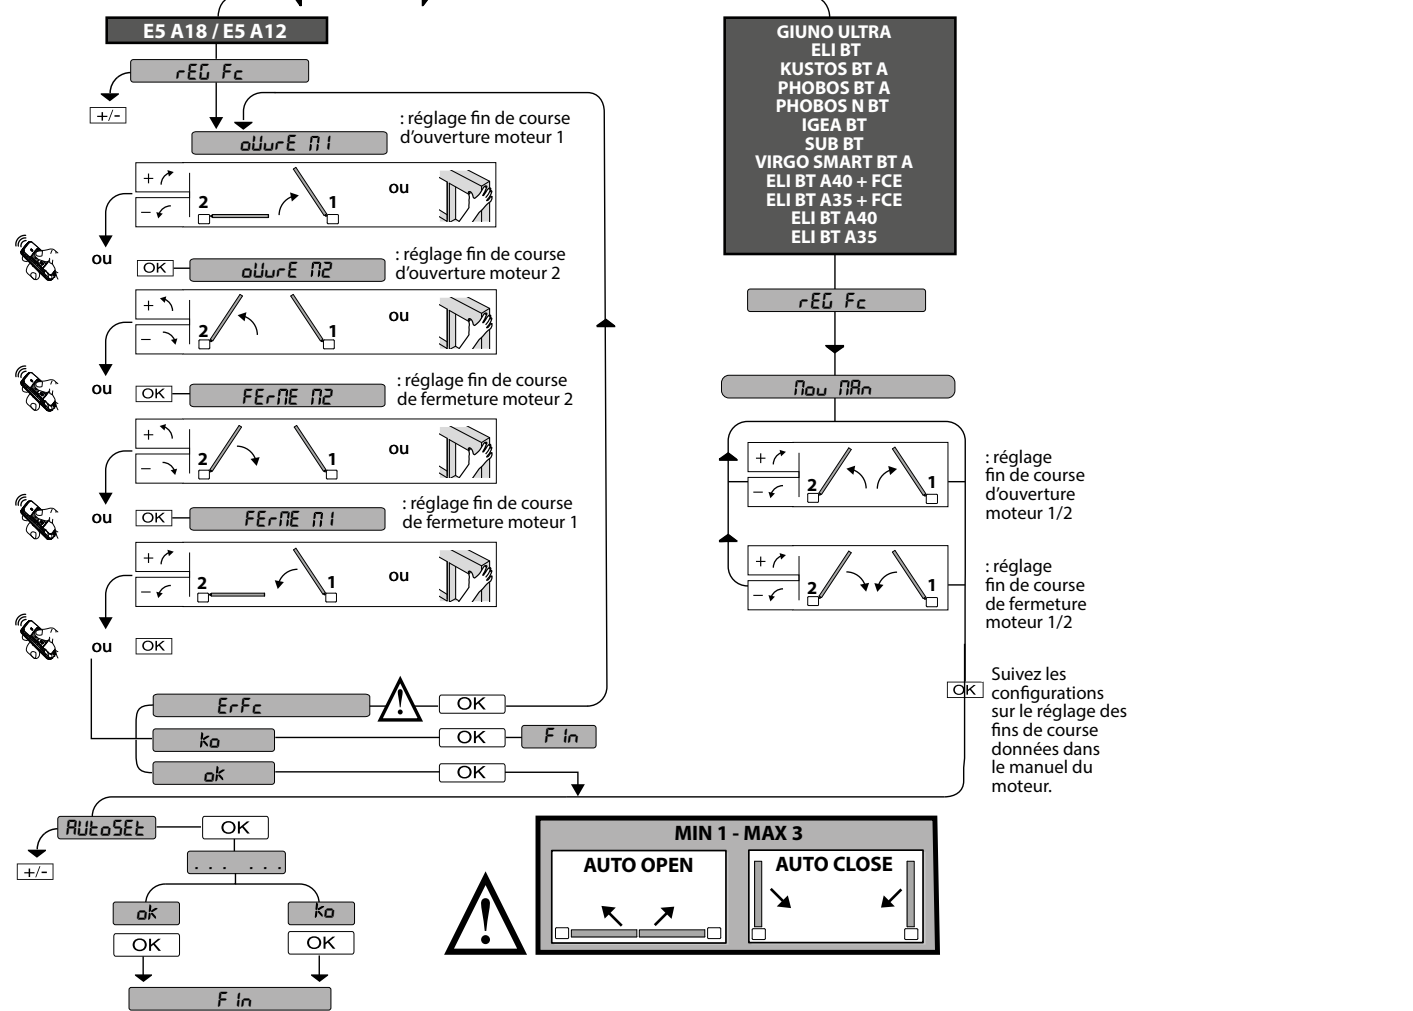 E5 A18 / E5 A12
rEG Fc
+/-
: réglage fin de course
d'ouverture moteur 1
oUurE M1
+
-
2
1
ou
ou
OK
oUurE M2
: réglage fin de course
d'ouverture moteur 2
+
-
2
1
ou
ou
OK
FErME M2
: réglage fin de course
de fermeture moteur 2
+
-
2
1
ou
ou
OK
FErME M1
: réglage fin de course
de fermeture moteur 1
+
-
2
1
ou
ou
OK
ErFc
!
OK
ko
OK
F In
ok
OK
AUtoSEt
OK
+/-
. . . . . .
ok
ko
OK
OK
F In
GIUNO ULTRA
ELI BT
KUSTOS BT A
PHOBOS BT A
PHOBOS N BT
IGEA BT
SUB BT
VIRGO SMART BT A
ELI BT A40 + FCE
ELI BT A35 + FCE
ELI BT A40
ELI BT A35
rEG Fc
Mou MAn
+
-
2
1
: réglage
fin de course
d'ouverture
moteur 1/2
+
-
2
1
: réglage
fin de course
de fermeture
moteur 1/2
OK
Suivez les
configurations
sur le réglage des
fins de course
données dans
le manuel du
moteur.
!
MIN 1 - MAX 3
AUTO OPEN
AUTO CLOSE